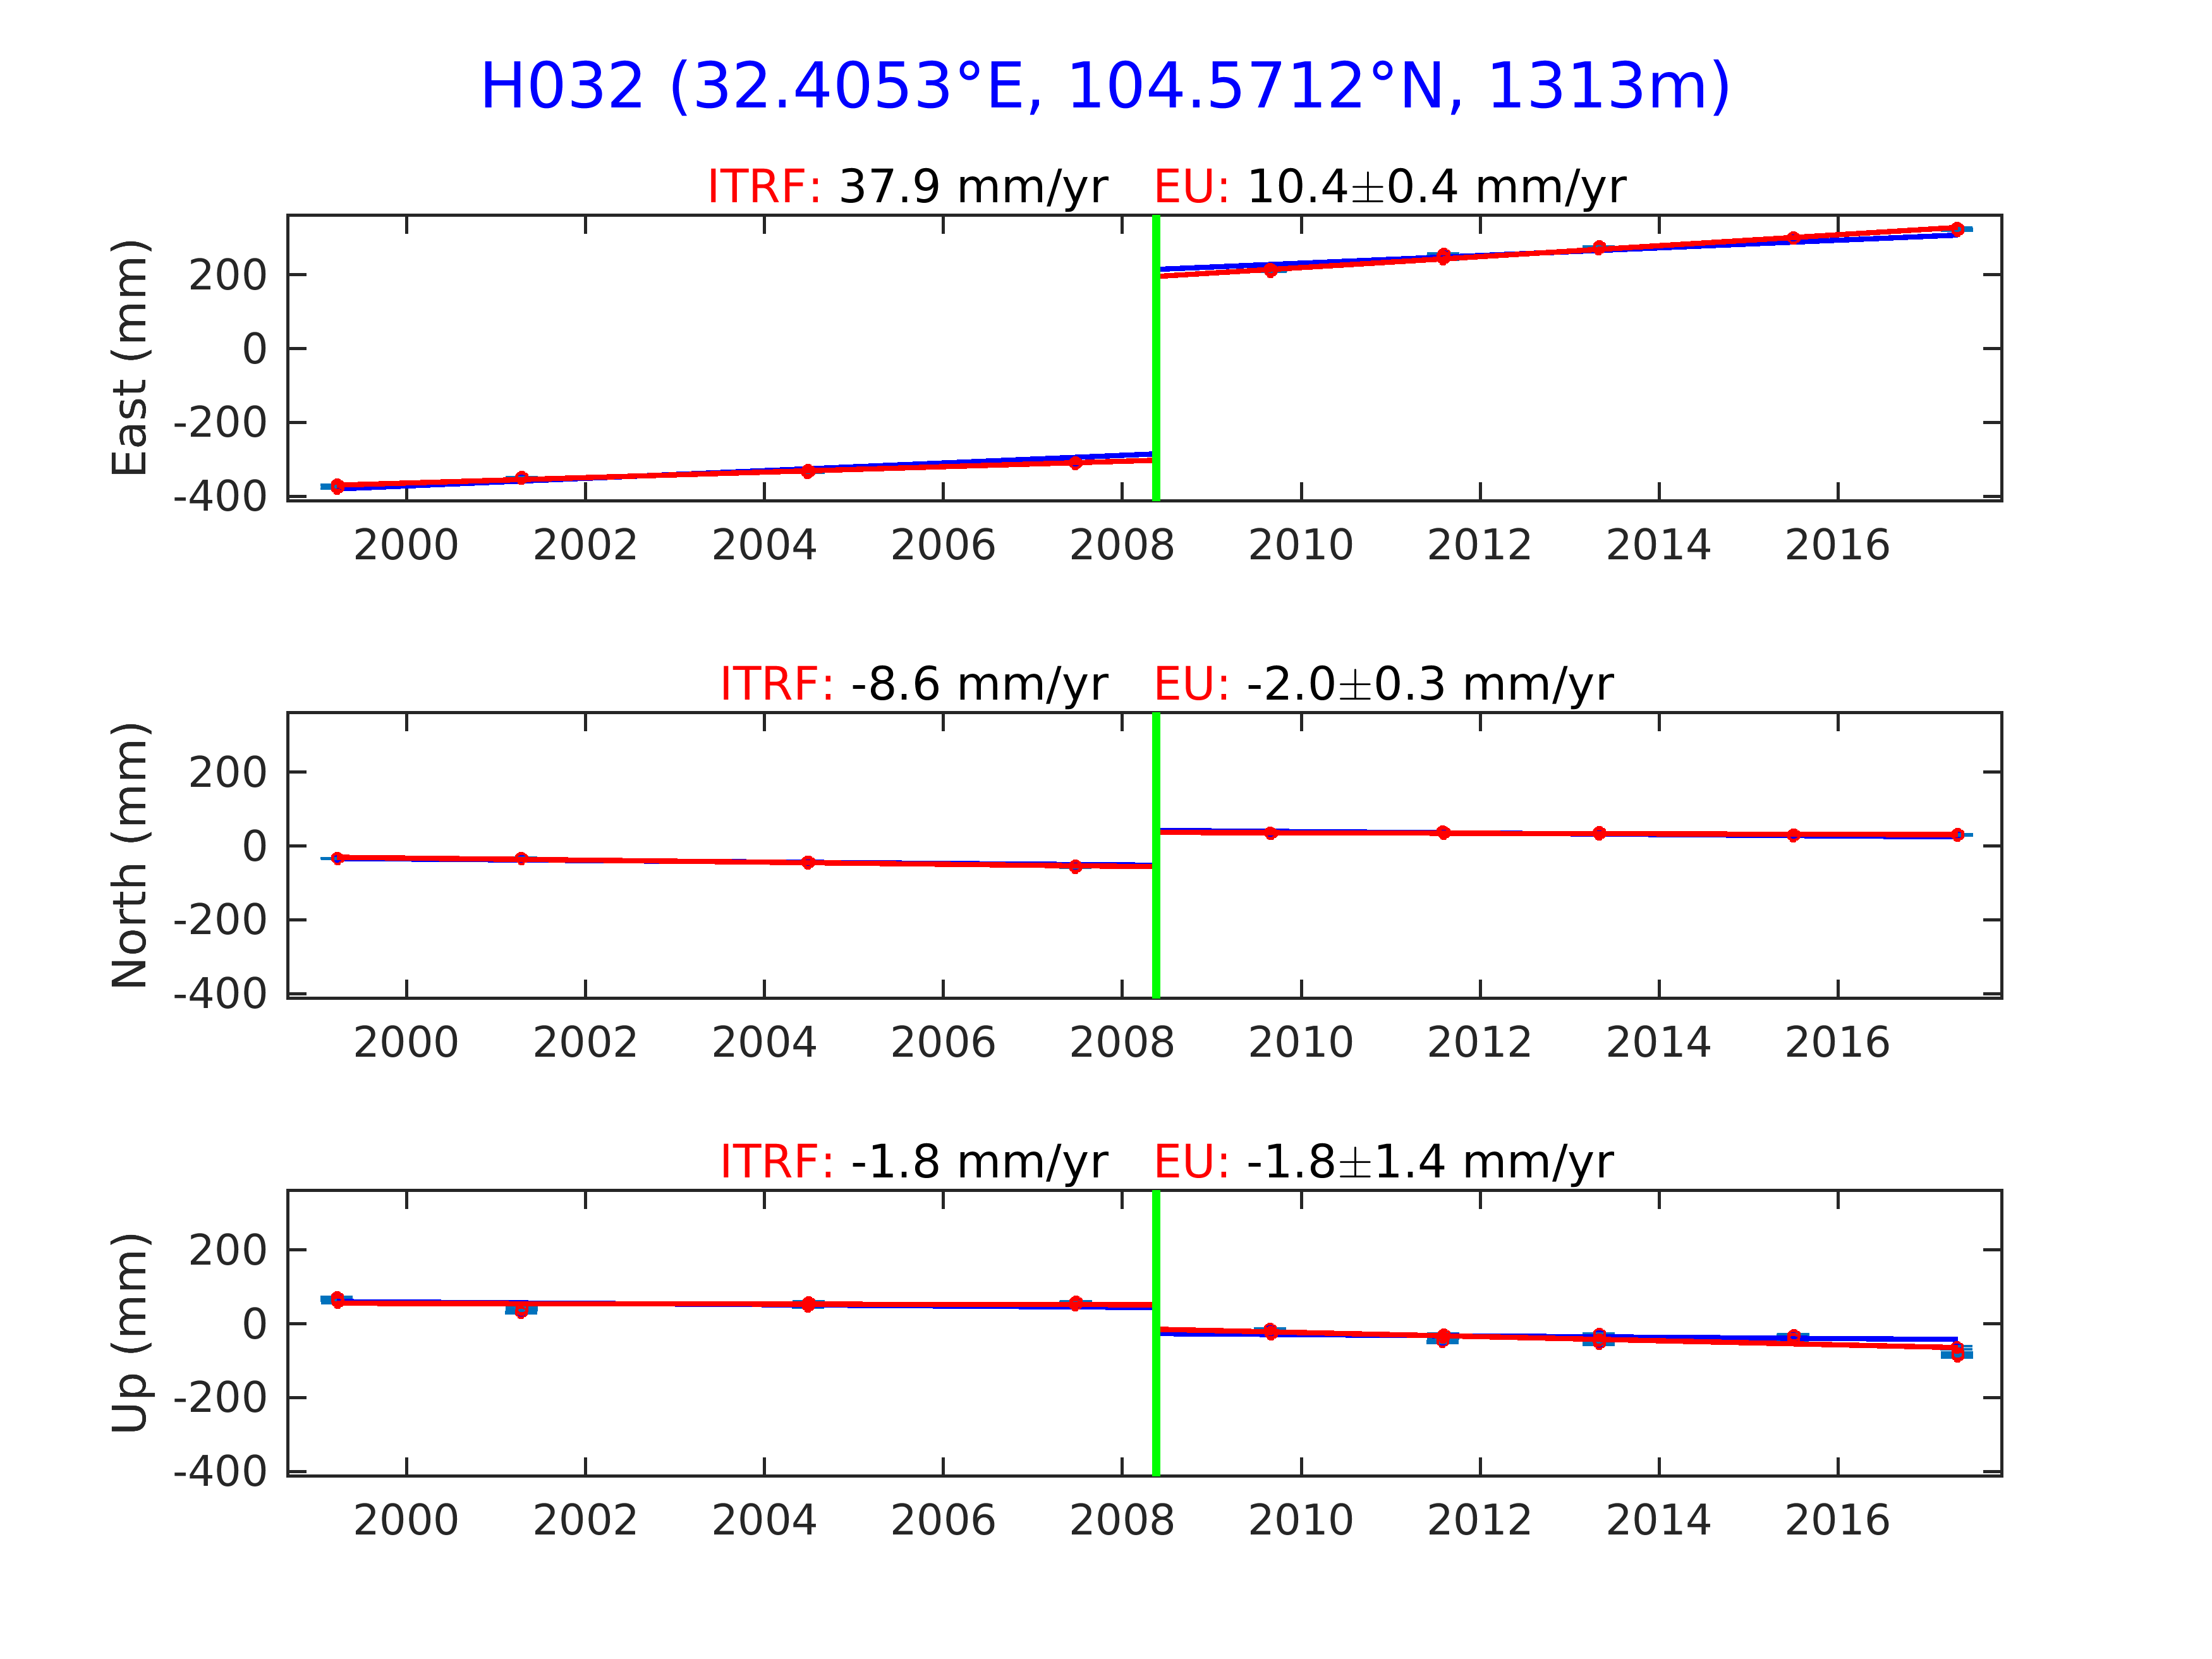 H032 (32.4053°E, 104.5712°N, 1313m)
ITRF: 37.9 mm/yr EU: 10.4±0.4 mm/yr
East (mm)
200
0
-200
-400
2000 2002 2004 2006 2008 2010 2012 2014 2016
ITRF: -8.6 mm/yr EU: -2.0±0.3 mm/yr
North (mm)
200
0
-200
-400
2000 2002 2004 2006 2008 2010 2012 2014 2016
ITRF: -1.8 mm/yr EU: -1.8±1.4 mm/yr
Up (mm)
200
0
-200
-400
2000 2002 2004 2006 2008 2010 2012 2014 2016